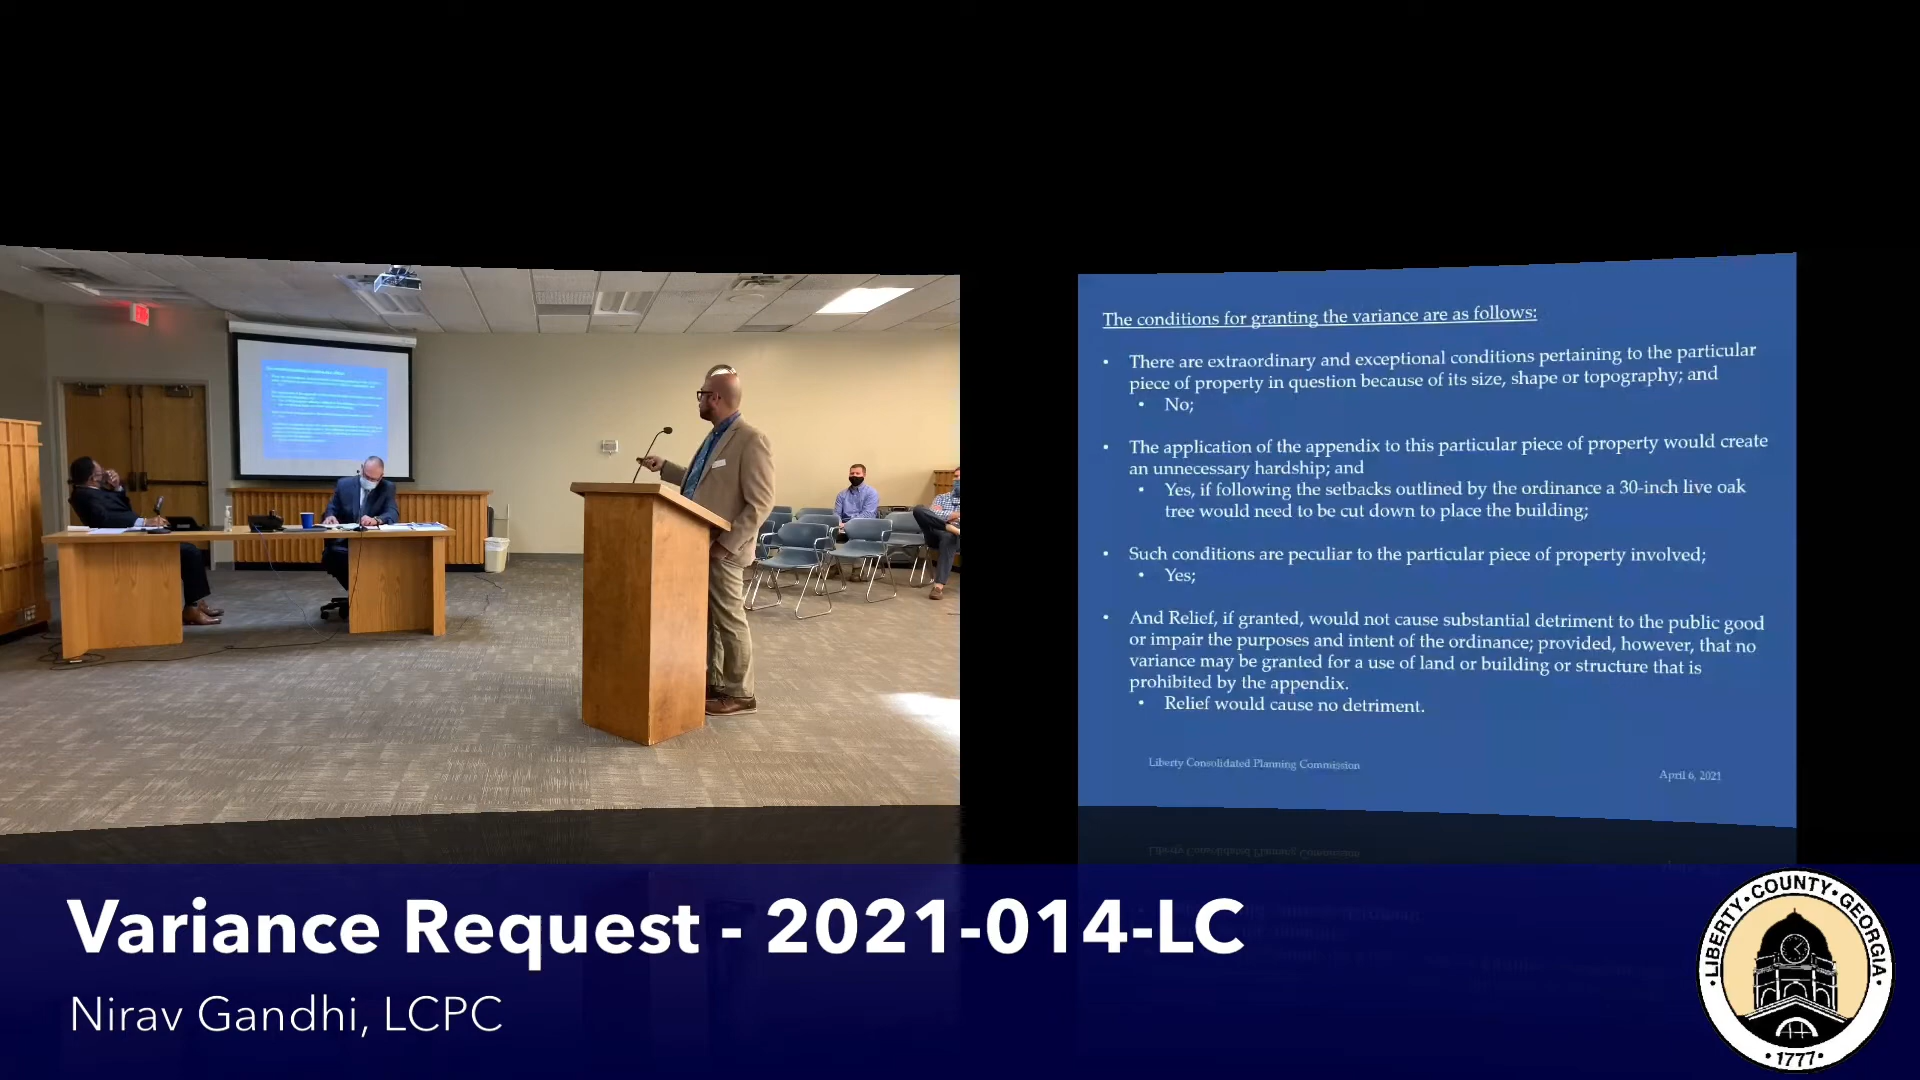 The conditions for granting the variance are as follows:
• There are extraordinary and exceptional conditions pertaining to the particular
piece of property in question because of its size, shape or topography; and
• No;
• The application of the appendix to this particular piece of property would create
an unnecessary hardship; and
• Yes, if following the setbacks outlined by the ordinance a 30-inch live oak
tree would need to be cut down to place the building;
• Such conditions are peculiar to the particular piece of property involved;
• Yes;
• And Relief, if granted, would not cause substantial detriment to the public good
or impair the purposes and intent of the ordinance; provided, however, that no
variance may be granted for a use of land or building or structure that is
prohibited by the appendix.
• Relief would cause no detriment.
Liberty Consolidated Planning Commission
April 6, 2021
Variance Request - 2021-014-LC
Nirav Gandhi, LCPC
• LIBERTY • COUNTY • GEORGIA •
• 1777 •